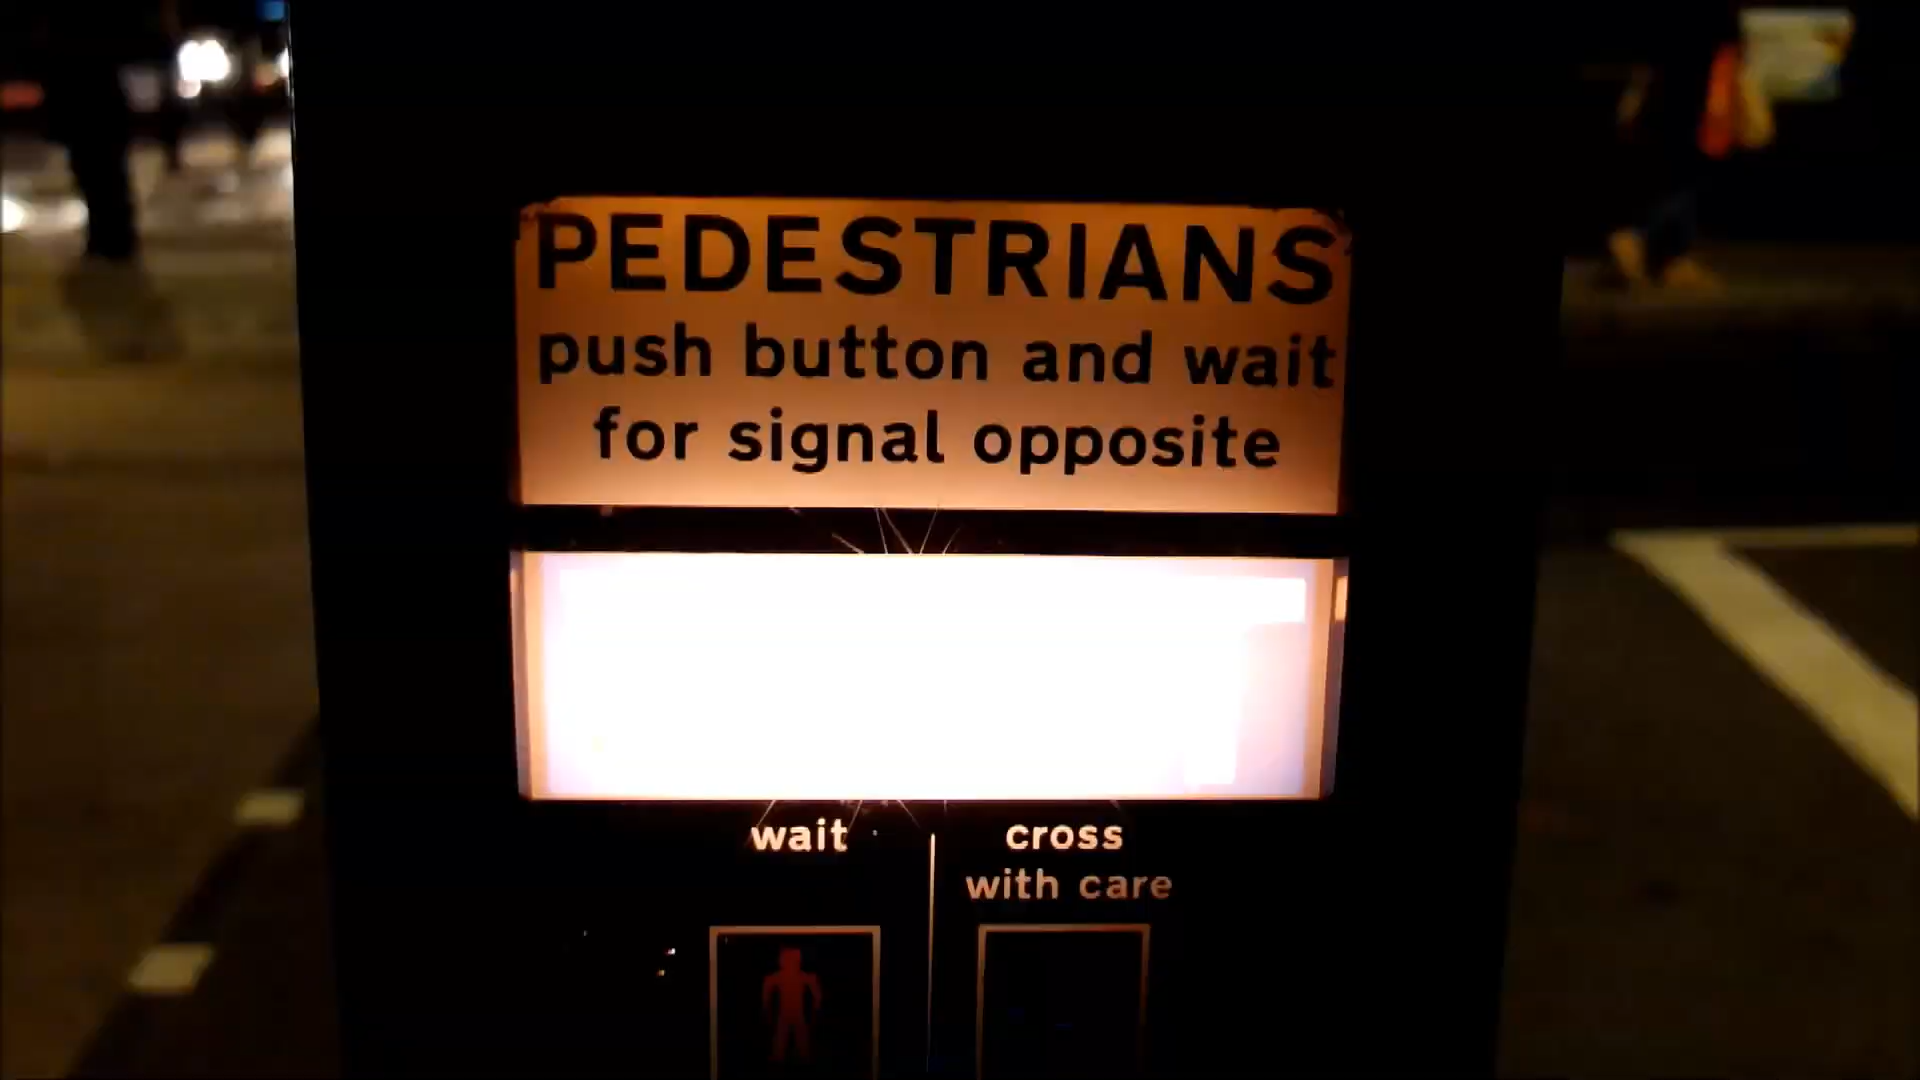 PEDESTRIANS
push button and wait
for signal opposite
wait
cross
with care